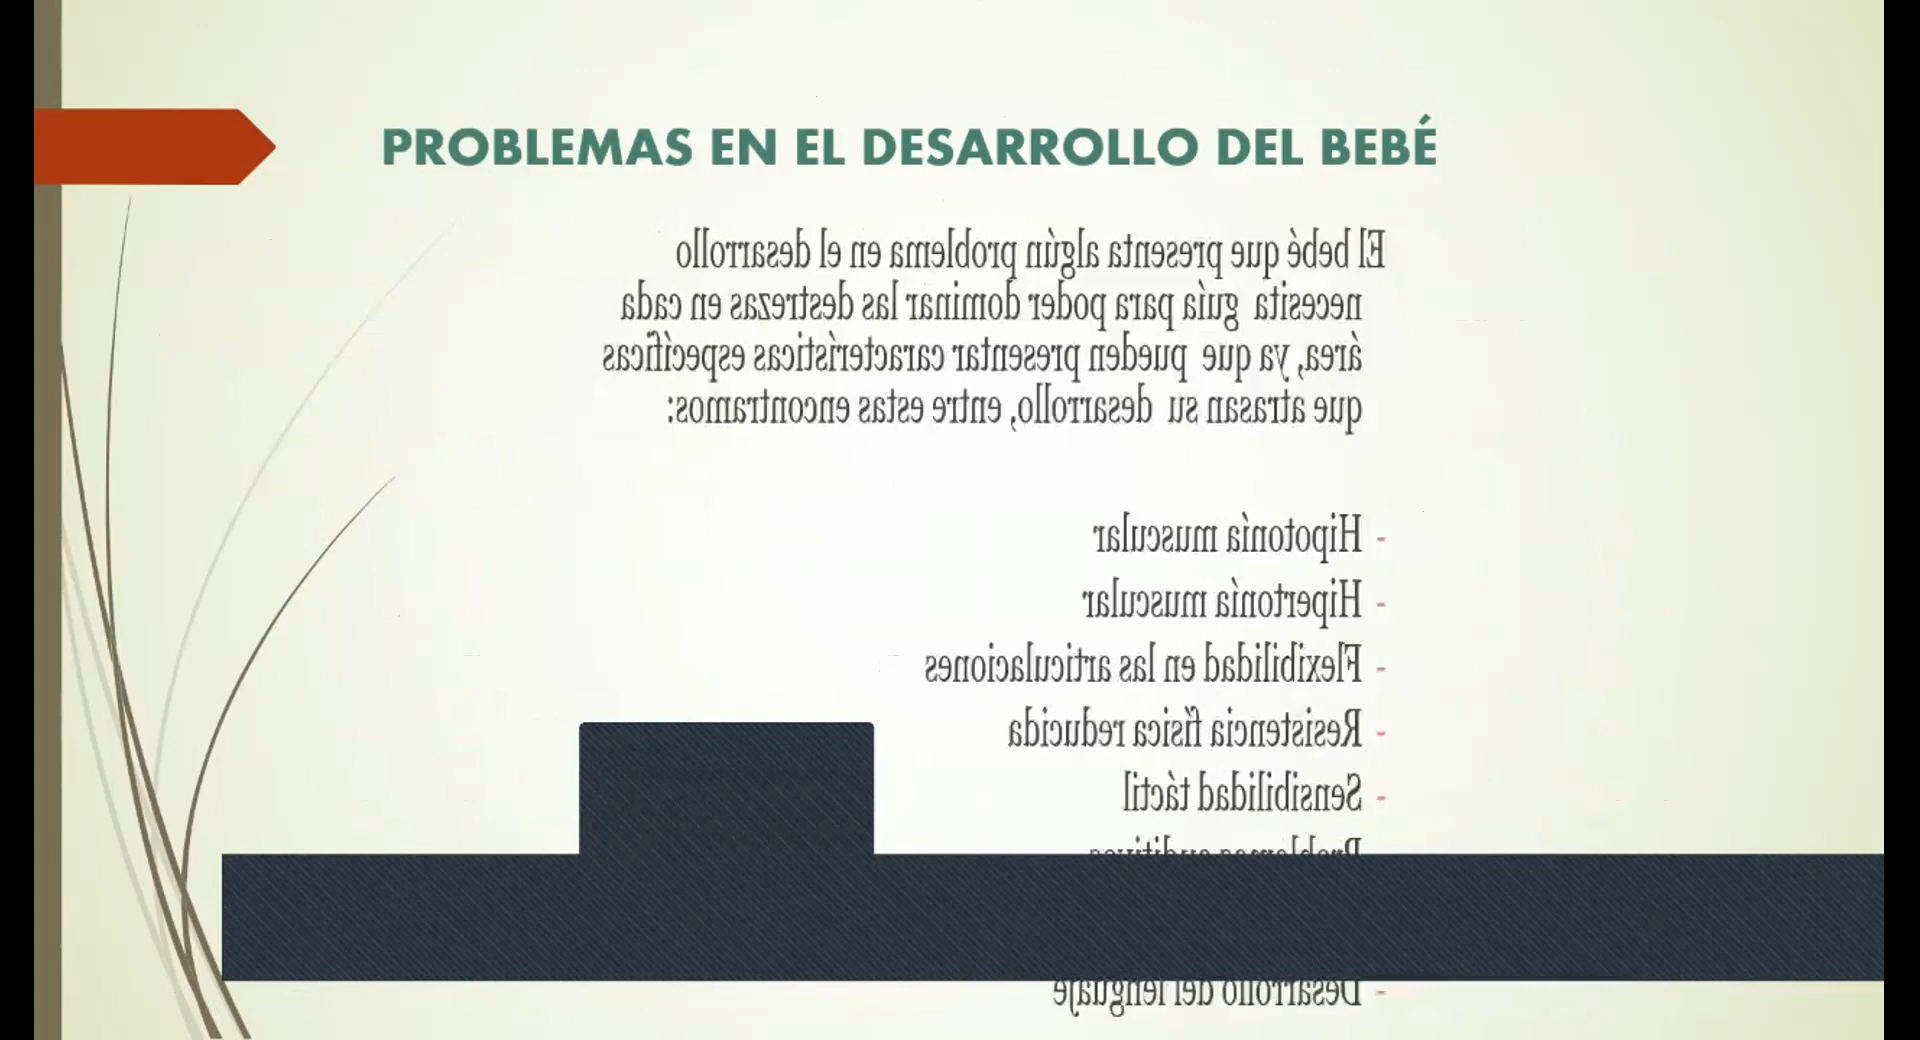 PROBLEMAS EN EL DESARROLLO DEL BEBÉ
El bebé que presenta algún problema en el desarrollo
necesita guía para poder dominar las destrezas en cada
área, ya que pueden presentar características específicas
que atrasan su desarrollo, entre estas encontramos:
- Hipotonía muscular
- Hipertonía muscular
- Flexibilidad en las articulaciones
- Resistencia física reducida
- Sensibilidad táctil
Problemas auditivos
- Desarrollo del lenguaje